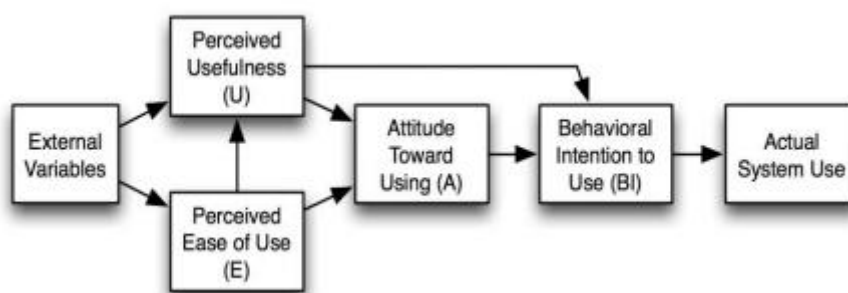 Perceived
Usefulness
(U)
External
Variables
Perceived
Ease of Use
(E)
Attitude
Toward
Using (A)
Behavioral
Intention to
Use (BI)
Actual
System Use